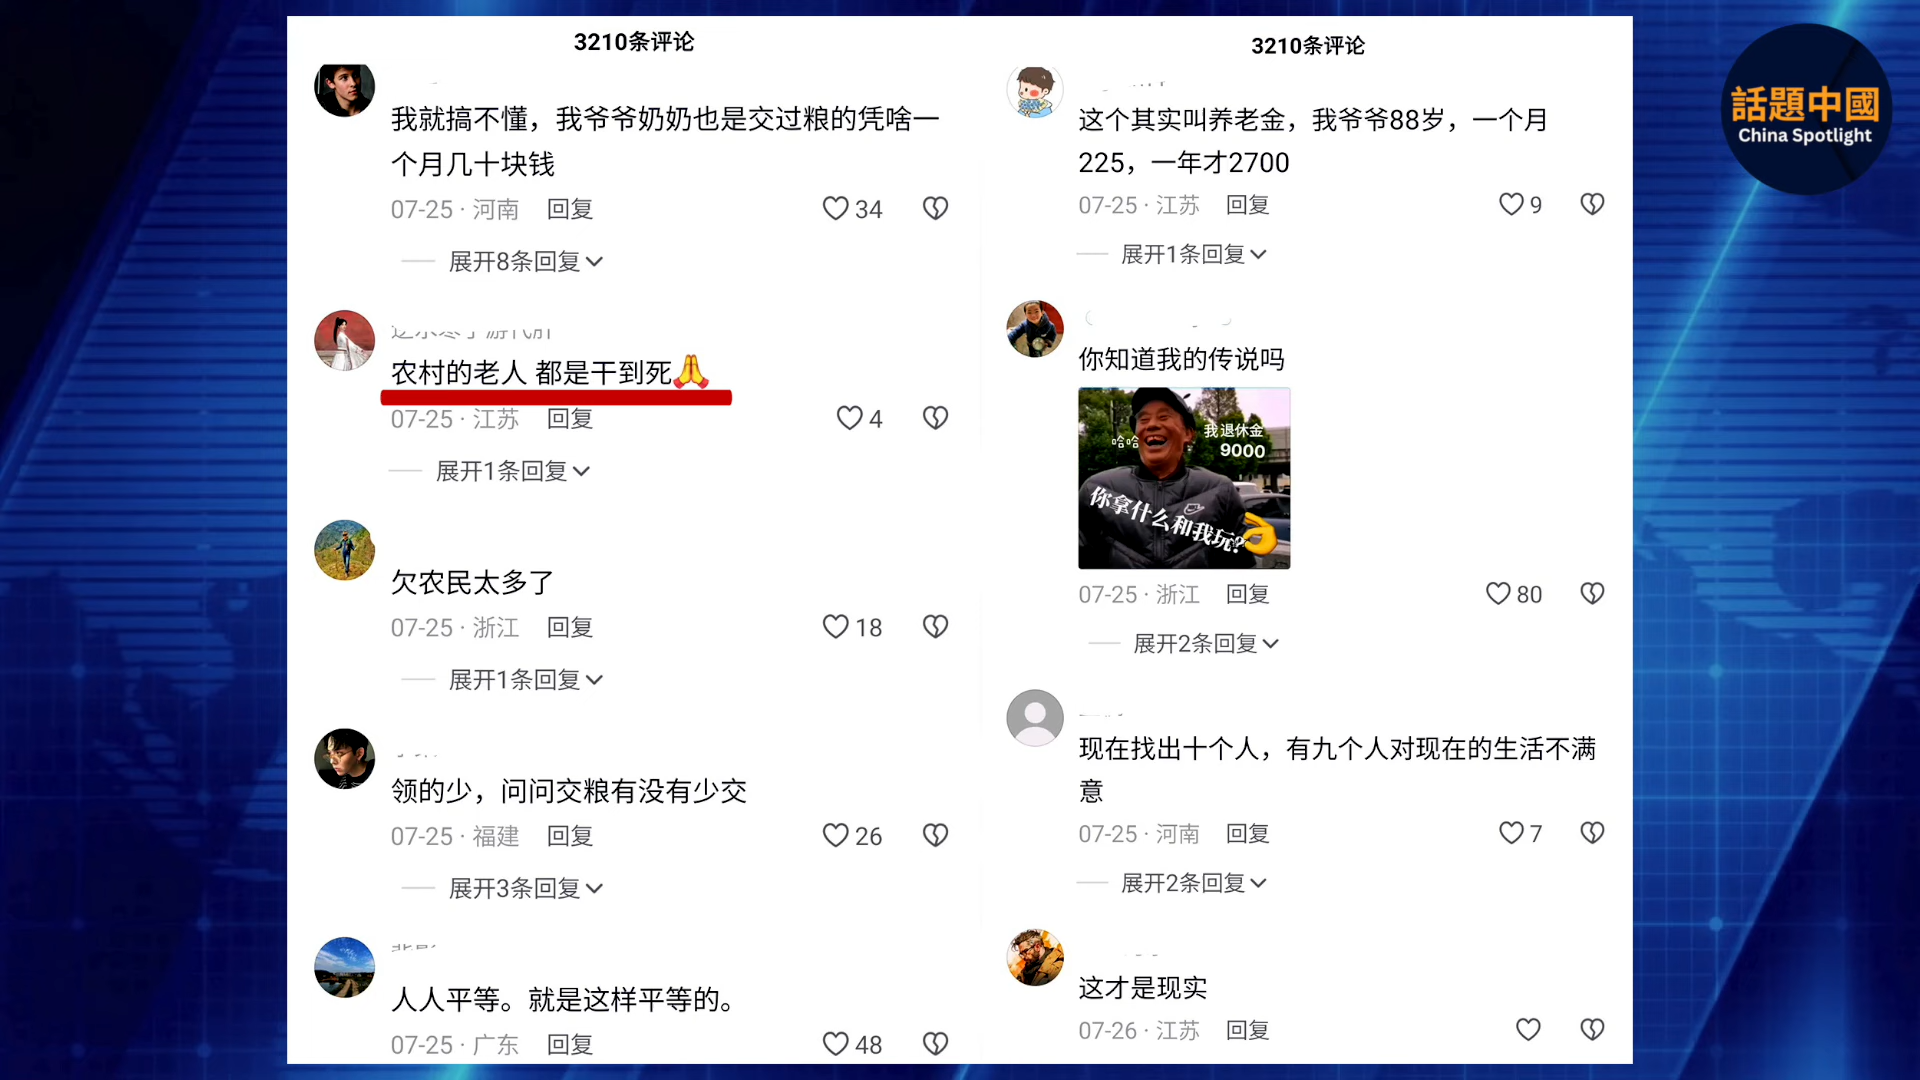 3210条评论
我就搞不懂，我爷爷奶奶也是交过粮的凭啥一
个月几十块钱
07-25 · 河南 回复
34
展开8条回复
农村的老人 都是干到死🙏
07-25 · 江苏 回复
4
展开1条回复
欠农民太多了
07-25 · 浙江 回复
18
展开1条回复
领的少，问问交粮有没有少交
07-25 · 福建 回复
26
展开3条回复
人人平等。就是这样平等的。
07-25 · 广东 回复
48
3210条评论
这个其实叫养老金，我爷爷88岁，一个月
225，一年才2700
07-25 · 江苏 回复
9
展开1条回复
你知道我的传说吗
哈哈
我退休金
9000
你拿什么和我玩?
07-25 · 浙江 回复
80
展开2条回复
现在找出十个人，有九个人对现在的生活不满
意
07-25 · 河南 回复
7
展开2条回复
这才是现实
07-26 · 江苏 回复
話題中國
China Spotlight